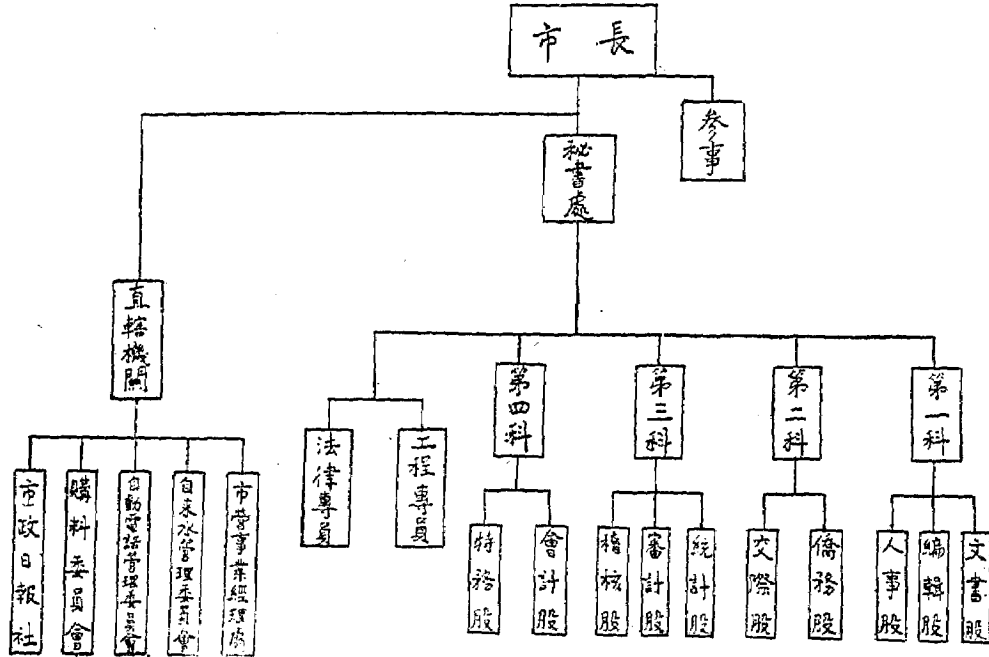 市長
參事
秘書處
直轄機關
第一科
第二科
第三科
第四科
工程專員
法律專員
文書股
編輯股
人事股
僑務股
交際股
統計股
審計股
稽核股
會計股
特務股
市營事業經理處
自來水管理委員會
自動電話管理委員會
購料委員會
市政日報社